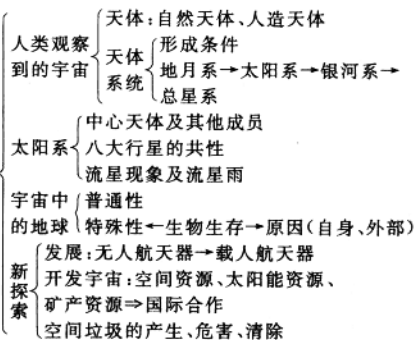 人类观察到的宇宙
天体：自然天体、人造天体
天体系统
形成条件
地月系→太阳系→银河系→
总星系
太阳系
中心天体及其他成员
八大行星的共性
流星现象及流星雨
宇宙中的地球
普通性
特殊性←生物生存→原因(自身、外部)
新探索
发展：无人航天器→载人航天器
开发宇宙：空间资源、太阳能资源、
矿产资源⇒国际合作
空间垃圾的产生、危害、清除